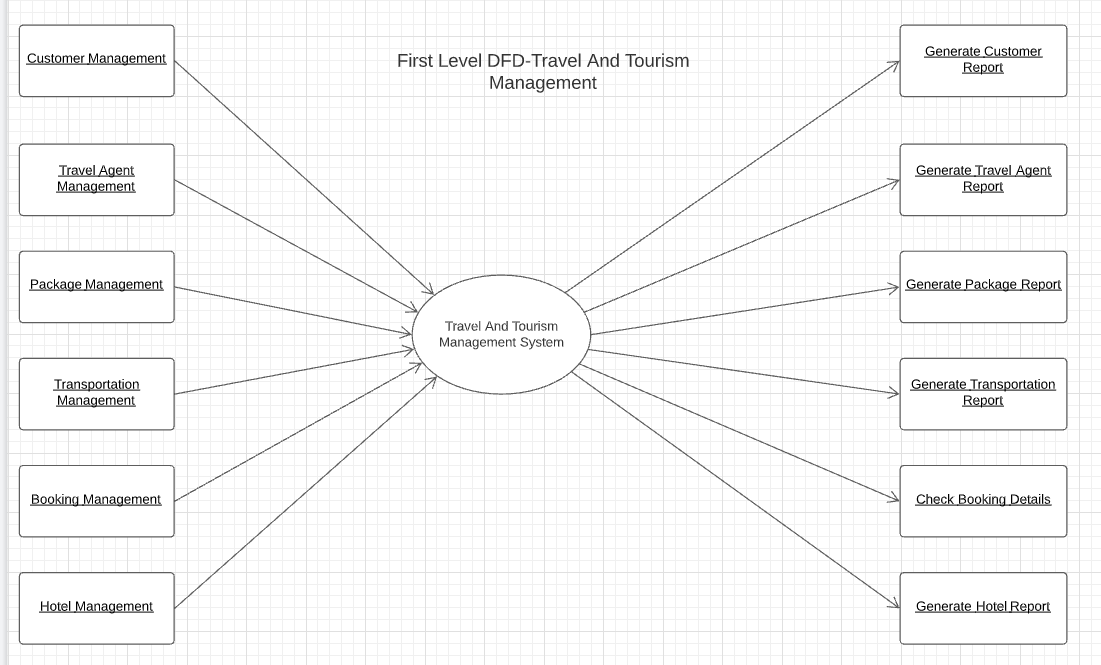 First Level DFD-Travel And Tourism
Management
Customer Management
Travel Agent
Management
Package Management
Transportation
Management
Booking Management
Hotel Management
Travel And Tourism
Management System
Generate Customer
Report
Generate Travel Agent
Report
Generate Package Report
Generate Transportation
Report
Check Booking Details
Generate Hotel Report